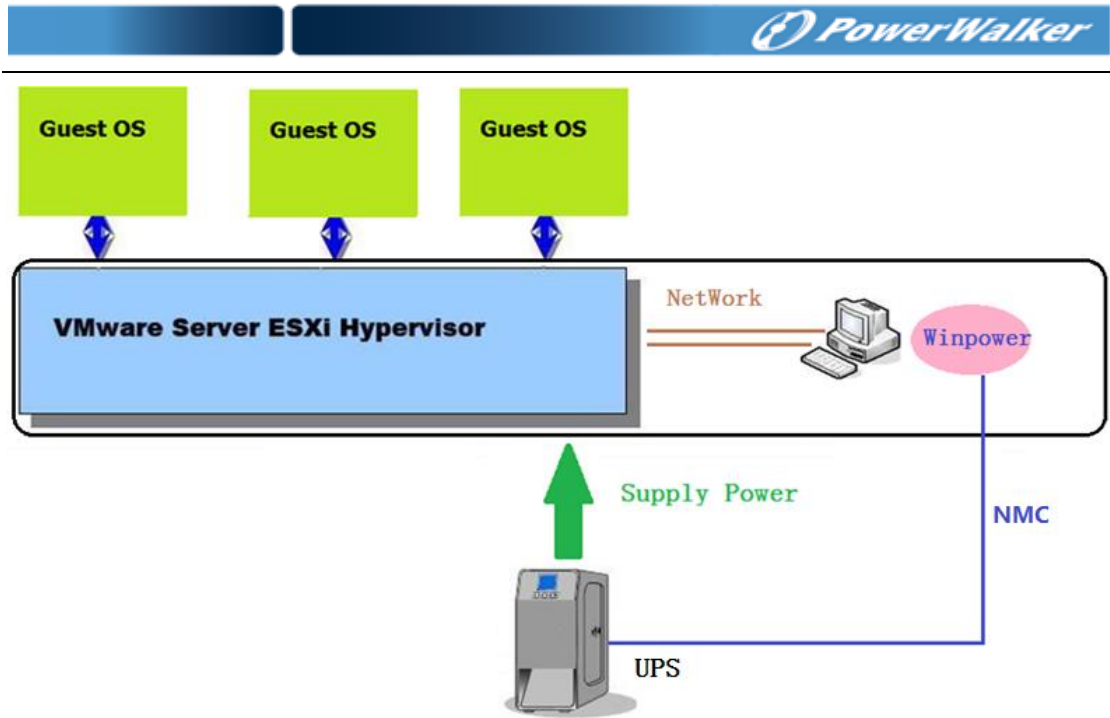 PowerWalker
Guest OS
Guest OS
Guest OS
VMware Server ESXi Hypervisor
NetWork
Winpower
Supply Power
NMC
UPS